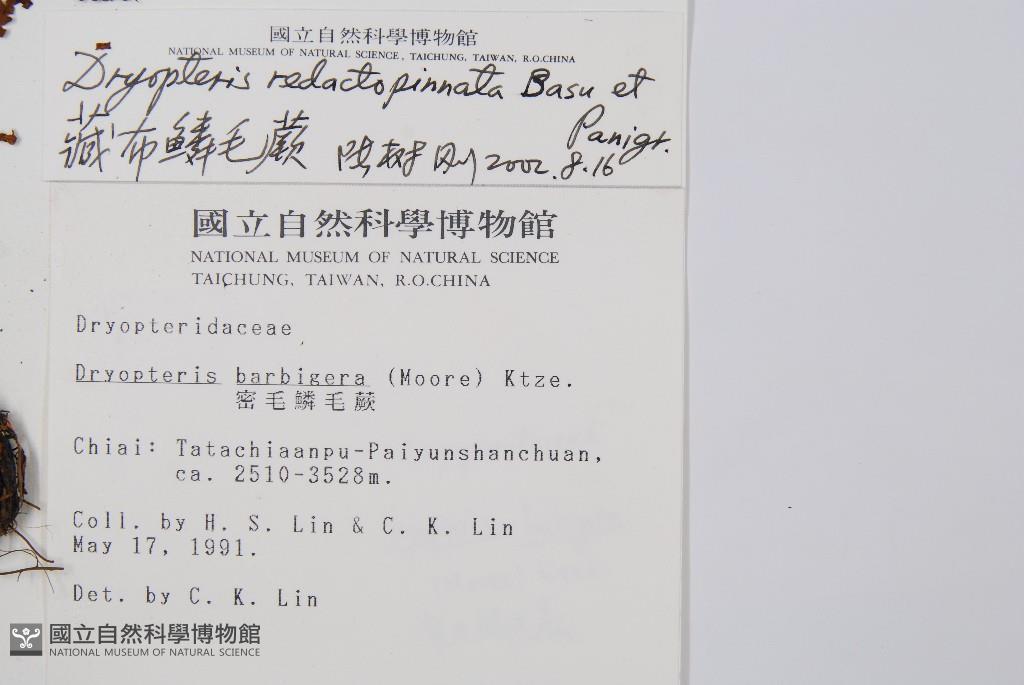 國立自然科學博物館
NATIONAL MUSEUM OF NATURAL SCIENCE, TAICHUNG, TAIWAN, R.O.CHINA
Dryopteris redactopinnata Basu et
Panigr.
藏布鱗毛蕨 陆树刚 2002.8.16
國立自然科學博物館
NATIONAL MUSEUM OF NATURAL SCIENCE
TAICHUNG, TAIWAN, R.O.CHINA
Dryopteridaceae
Dryopteris barbigera (Moore) Ktze.
密毛鱗毛蕨
Chiai: Tatachiaanpu-Paiyunshanchuan,
ca. 2510-3528m.
Coll. by H. S. Lin & C. K. Lin
May 17, 1991.
Det. by C. K. Lin
國立自然科學博物館
NATIONAL MUSEUM OF NATURAL SCIENCE